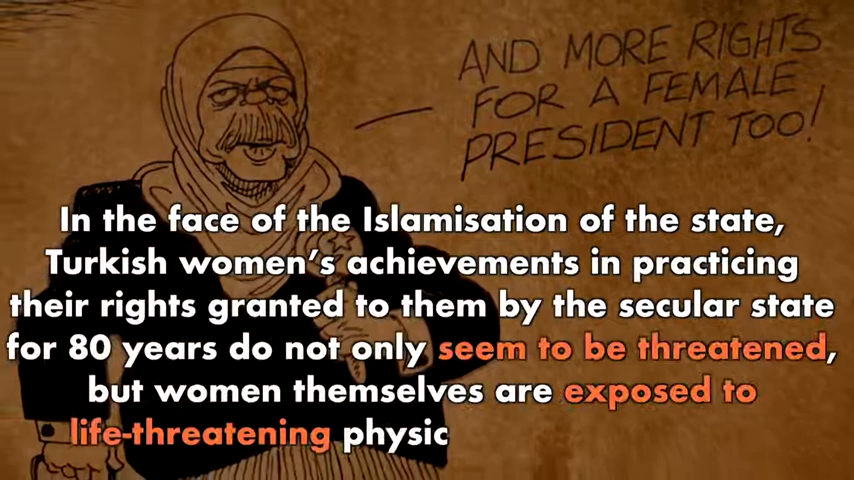 AND MORE RIGHTS
FOR A FEMALE
PRESIDENT TOO!
In the face of the Islamisation of the state,
Turkish women's achievements in practicing
their rights granted to them by the secular state
for 80 years do not only seem to be threatened,
but women themselves are exposed to
life-threatening physic